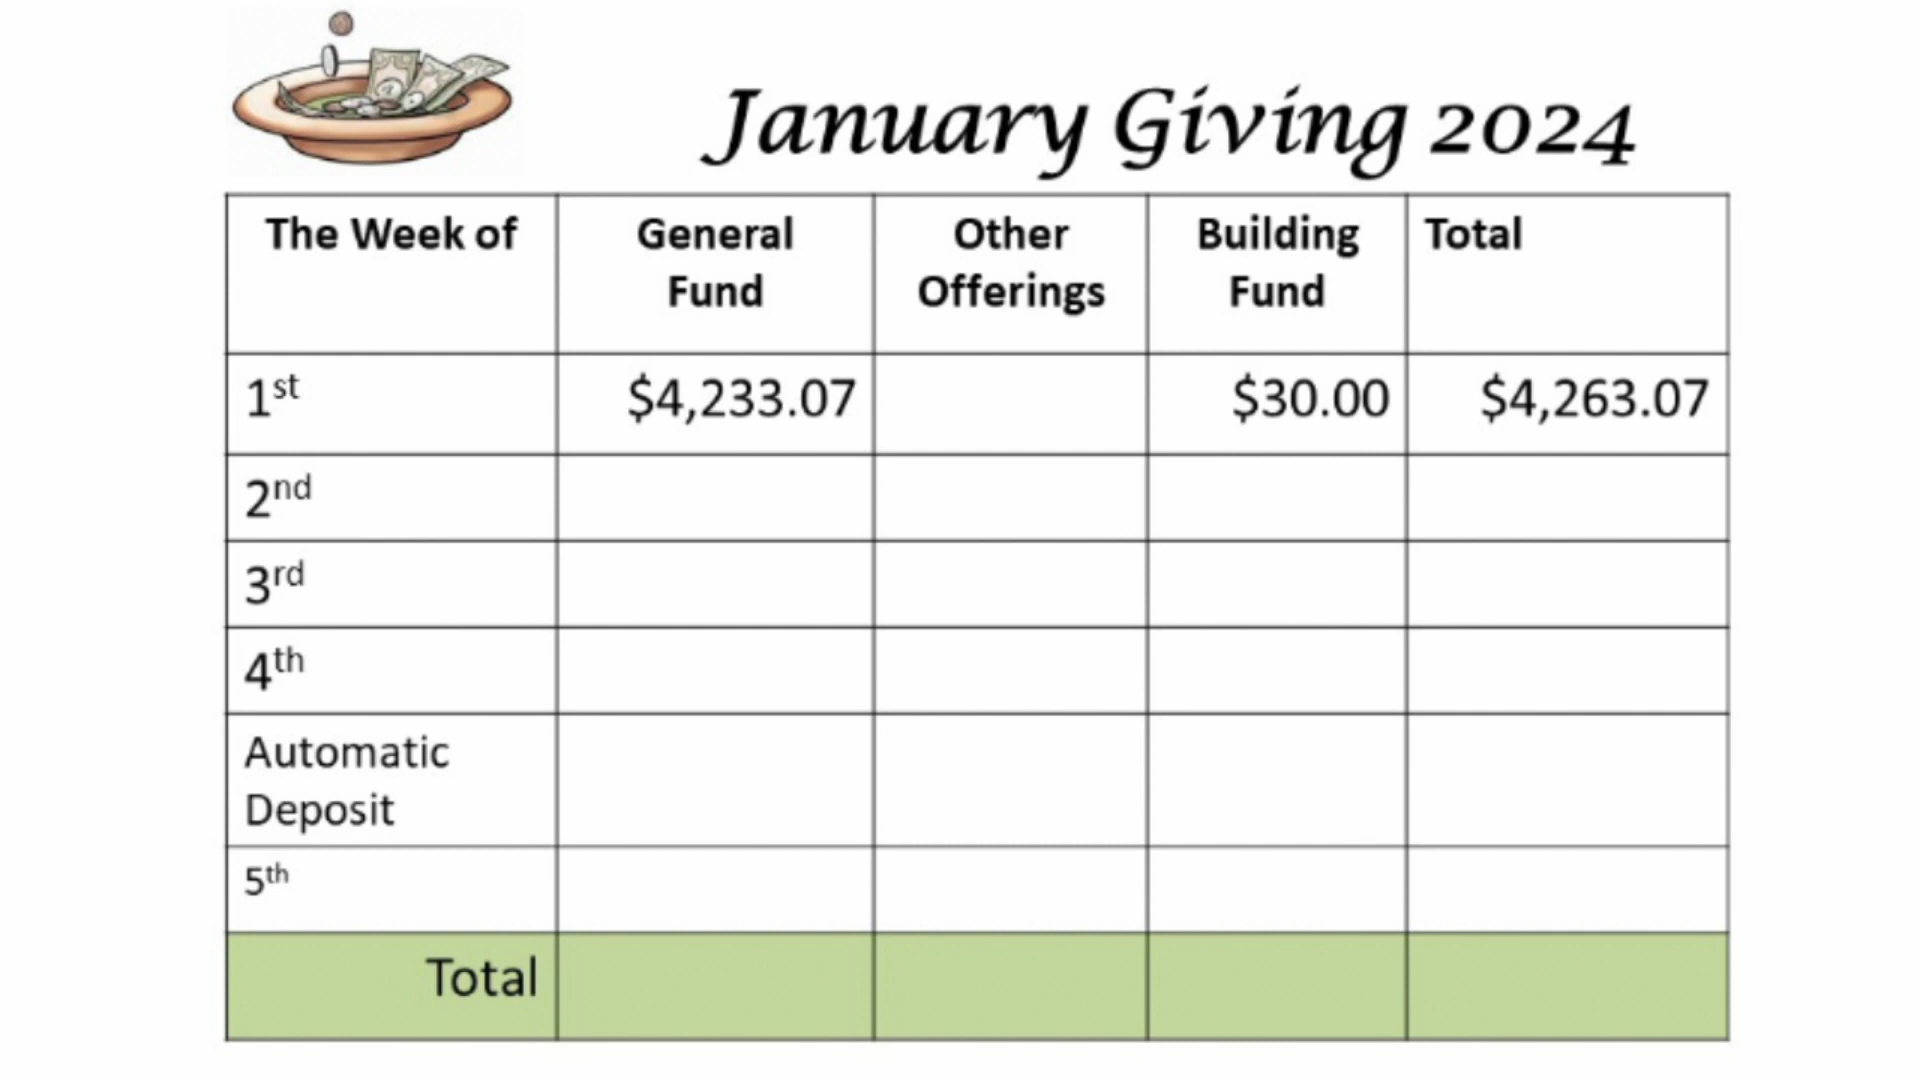 January Giving 2024
The Week of
General
Fund
Other
Offerings
Building
Fund
Total
1st
$4,233.07
$30.00
$4,263.07
2nd
3rd
4th
Automatic
Deposit
5th
Total